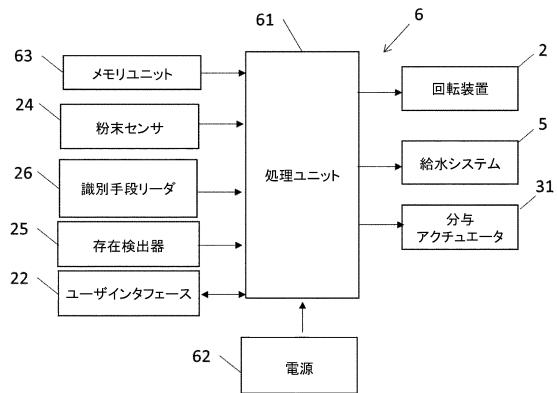 61
6
63
メモリユニット
2
回転装置
24
粉末センサ
5
給水システム
26
識別手段リーダ
処理ユニット
31
分与
アクチュエータ
25
存在検出器
22
ユーザインタフェース
62
電源